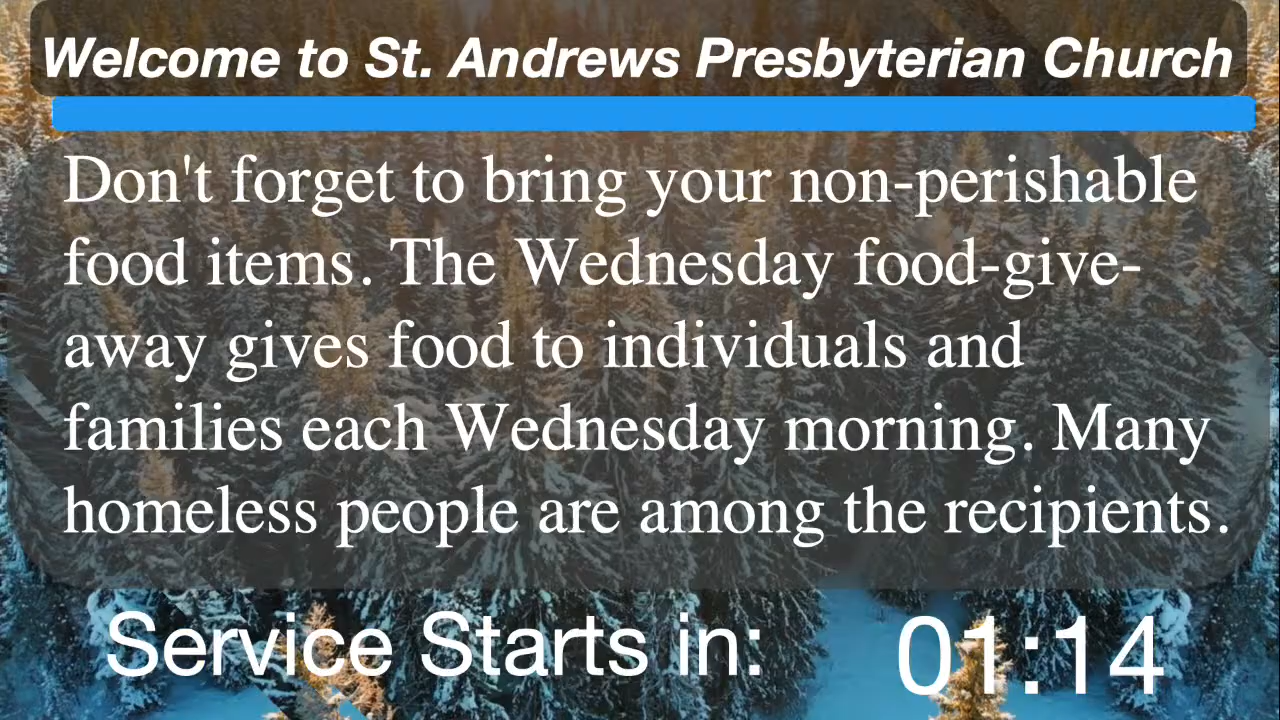 Welcome to St. Andrews Presbyterian Church
Don't forget to bring your non-perishable
food items. The Wednesday food-give-
away gives food to individuals and
families each Wednesday morning. Many
homeless people are among the recipients.
Service Starts in: 01:14